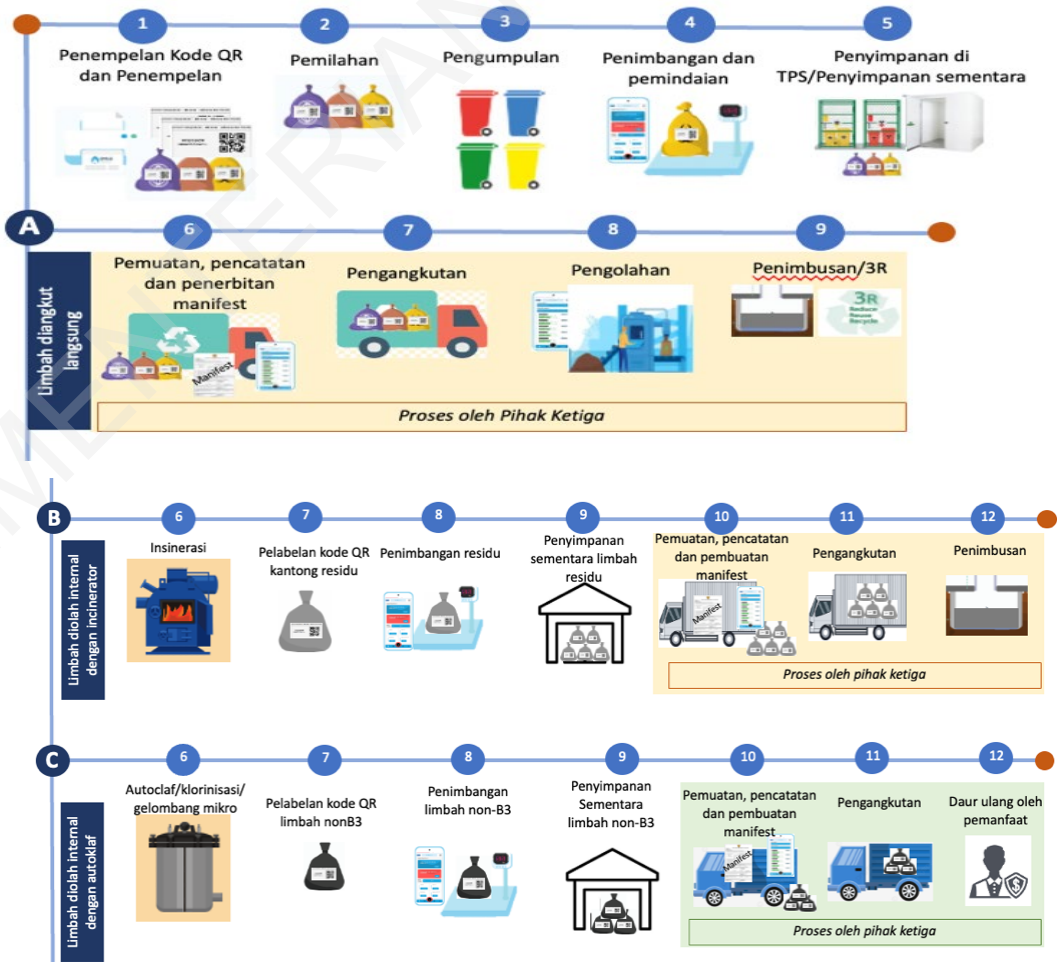 1
Penempelan Kode QR
dan Penempelan
2
Pemilahan
3
Pengumpulan
4
Penimbangan dan
pemindaian
5
Penyimpanan di
TPS/Penyimpanan sementara
A
Limbah diangkut
langsung
6
Pemuatan, pencatatan
dan penerbitan
manifest
Manifest
7
Pengangkutan
8
Pengolahan
9
Penimbusan/3R
3R
Reduce
Reuse
Recycle
Proses oleh Pihak Ketiga
B
Limbah diolah internal
dengan incinerator
6
Insinerasi
7
Pelabelan kode QR
kantong residu
8
Penimbangan residu
9
Penyimpanan
sementara limbah
residu
10
Pemuatan, pencatatan
dan pembuatan
manifest
Manifest
11
Pengangkutan
12
Penimbusan
Proses oleh pihak ketiga
C
Limbah diolah internal
dengan autoklaf
6
Autoclaf/klorinisasi/
gelombang mikro
7
Pelabelan kode QR
limbah nonB3
8
Penimbangan
limbah non-B3
9
Penyimpanan
Sementara
limbah non-B3
10
Pemuatan, pencatatan
dan pembuatan
manifest
Manifest
11
Pengangkutan
12
Daur ulang oleh
pemanfaat
Proses oleh pihak ketiga